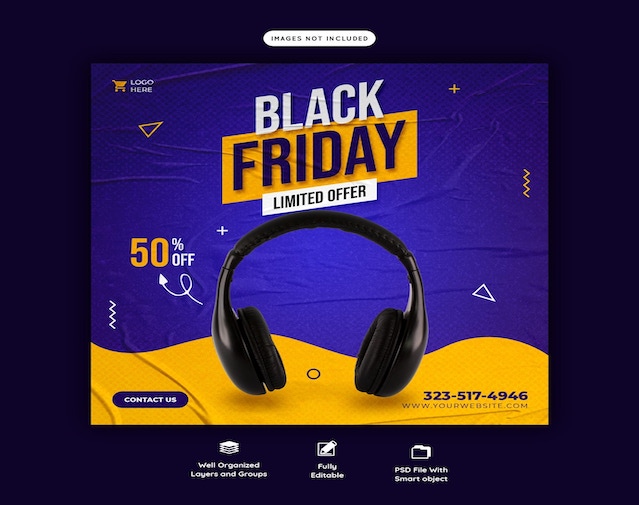 IMAGES NOT INCLUDED
LOGO
HERE
BLACK
FRIDAY
LIMITED OFFER
50%
OFF
CONTACT US
323-517-4946
WWW.YOURWEBSITE.COM
Well Organized
Layers and Groups
Fully
Editable
PSD File With
Smart object